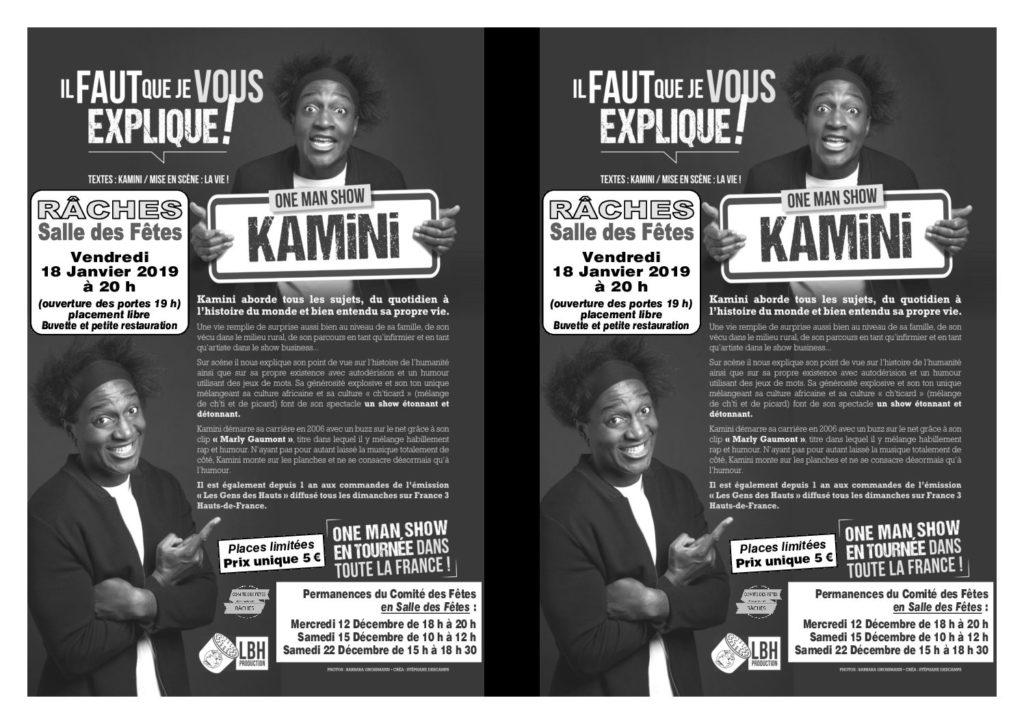 IL FAUT QUE JE VOUS
EXPLIQUE !
TEXTES : KAMINI / MISE EN SCÈNE : LA VIE !
RÂCHES
Salle des Fêtes
Vendredi
18 Janvier 2019
à 20 h
(ouverture des portes 19 h)
placement libre
Buvette et petite restauration
ONE MAN SHOW
KAMiNi
Kamini aborde tous les sujets, du quotidien à
l'histoire du monde et bien entendu sa propre vie.
Une vie remplie de surprise aussi bien au niveau de sa famille, de son
vécu dans le milieu rural, de son parcours en tant qu'infirmier et en tant
qu'artiste dans le show business...
Sur scène il nous explique son point de vue sur l'histoire de l'humanité
ainsi que sur sa propre existence avec autodérision et un humour
utilisant des jeux de mots. Sa générosité explosive et son ton unique
mélangeant sa culture africaine et sa culture « ch'ticard » (mélange
de ch'ti et de picard) font de son spectacle un show étonnant et
détonnant.
Kamini démarre sa carrière en 2006 avec un buzz sur le net grâce à son
clip « Marly Gaumont », titre dans lequel il y mélange habillement
rap et humour. N'ayant pas pour autant laissé la musique totalement de
côté, Kamini monte sur les planches et ne se consacre désormais qu'à
l'humour.
Il est également depuis 1 an aux commandes de l'émission
« Les Gens des Hauts » diffusé tous les dimanches sur France 3
Hauts-de-France.
Places limitées
Prix unique 5 €
ONE MAN SHOW
EN TOURNÉE DANS
TOUTE LA FRANCE !
COMITÉ DES FÊTES
RÂCHES
LBH
PRODUCTION
Permanences du Comité des Fêtes
en Salle des Fêtes :
Mercredi 12 Décembre de 18 h à 20 h
Samedi 15 Décembre de 10 h à 12 h
Samedi 22 Décembre de 15 h à 18 h 30
PHOTOS : BARBARA GROSSMANN - CRÉA : STÉPHANE DESCAMPS
IL FAUT QUE JE VOUS
EXPLIQUE !
TEXTES : KAMINI / MISE EN SCÈNE : LA VIE !
RÂCHES
Salle des Fêtes
Vendredi
18 Janvier 2019
à 20 h
(ouverture des portes 19 h)
placement libre
Buvette et petite restauration
ONE MAN SHOW
KAMiNi
Kamini aborde tous les sujets, du quotidien à
l'histoire du monde et bien entendu sa propre vie.
Une vie remplie de surprise aussi bien au niveau de sa famille, de son
vécu dans le milieu rural, de son parcours en tant qu'infirmier et en tant
qu'artiste dans le show business...
Sur scène il nous explique son point de vue sur l'histoire de l'humanité
ainsi que sur sa propre existence avec autodérision et un humour
utilisant des jeux de mots. Sa générosité explosive et son ton unique
mélangeant sa culture africaine et sa culture « ch'ticard » (mélange
de ch'ti et de picard) font de son spectacle un show étonnant et
détonnant.
Kamini démarre sa carrière en 2006 avec un buzz sur le net grâce à son
clip « Marly Gaumont », titre dans lequel il y mélange habillement
rap et humour. N'ayant pas pour autant laissé la musique totalement de
côté, Kamini monte sur les planches et ne se consacre désormais qu'à
l'humour.
Il est également depuis 1 an aux commandes de l'émission
« Les Gens des Hauts » diffusé tous les dimanches sur France 3
Hauts-de-France.
Places limitées
Prix unique 5 €
ONE MAN SHOW
EN TOURNÉE DANS
TOUTE LA FRANCE !
COMITÉ DES FÊTES
RÂCHES
LBH
PRODUCTION
Permanences du Comité des Fêtes
en Salle des Fêtes :
Mercredi 12 Décembre de 18 h à 20 h
Samedi 15 Décembre de 10 h à 12 h
Samedi 22 Décembre de 15 h à 18 h 30
PHOTOS : BARBARA GROSSMANN - CRÉA : STÉPHANE DESCAMPS